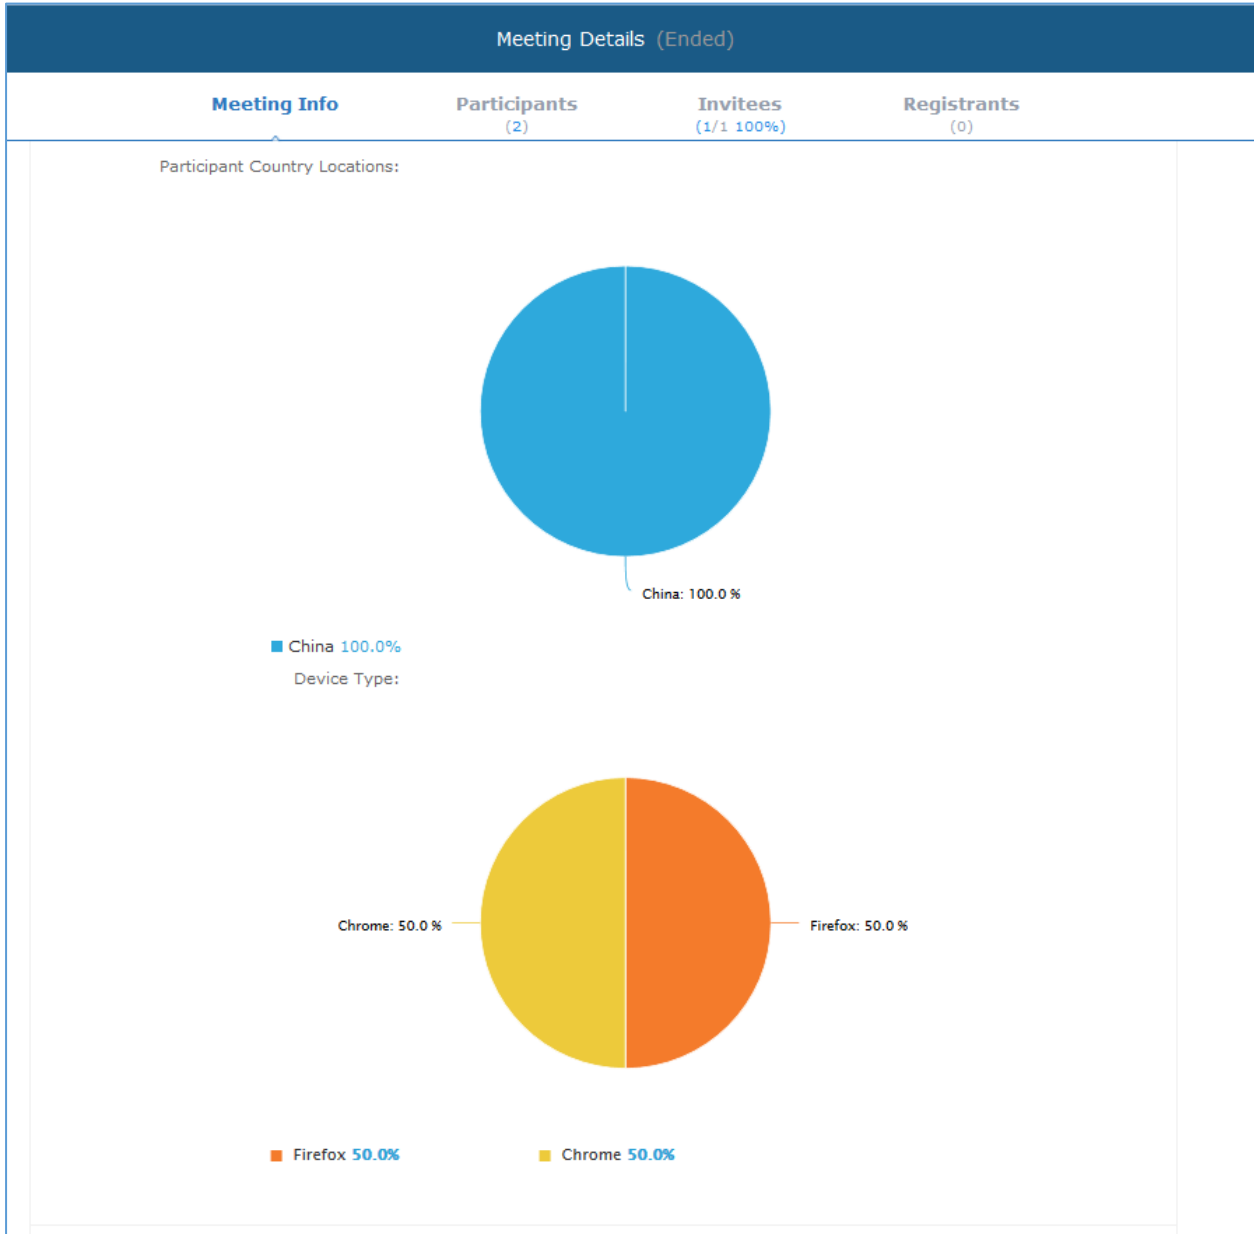 Meeting Details (Ended)
Meeting Info Participants Invitees Registrants
(2) (1/1 100%) (0)
Participant Country Locations:
China: 100.0 %
China 100.0%
Device Type:
Chrome: 50.0 % Firefox: 50.0 %
Firefox 50.0% Chrome 50.0%